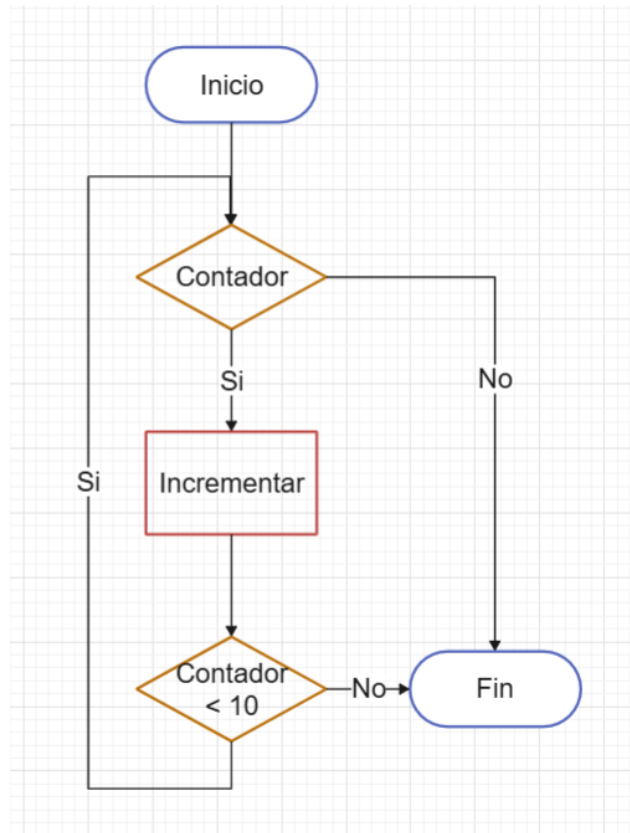 Inicio
Contador
Si
No
Si
Incrementar
Contador
< 10
No
Fin